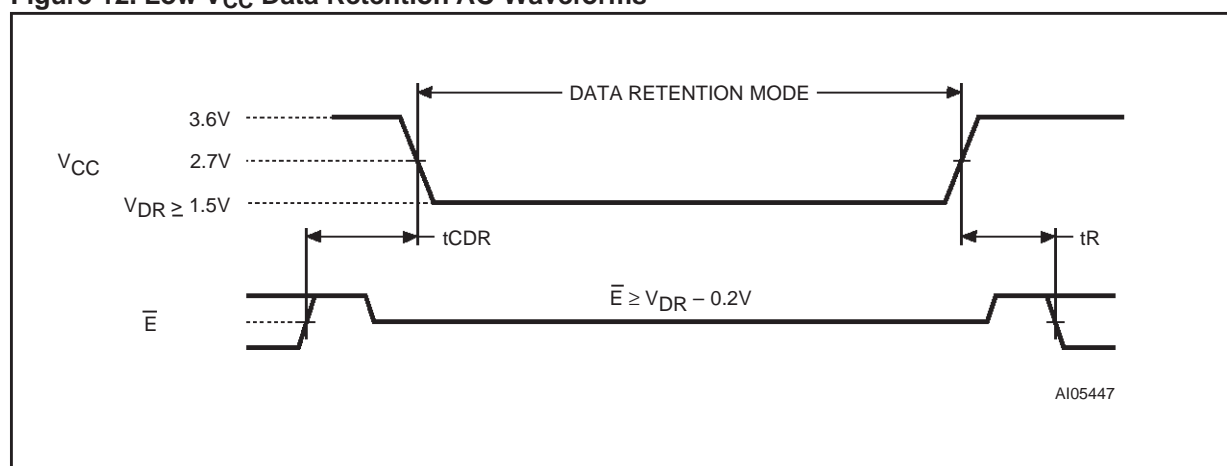 Figure 12. Low VCC Data Retention AC Waveforms
DATA RETENTION MODE
3.6V
VCC
2.7V
VDR ≥ 1.5V
tCDR
tR
E̅ ≥ VDR – 0.2V
E̅
AI05447